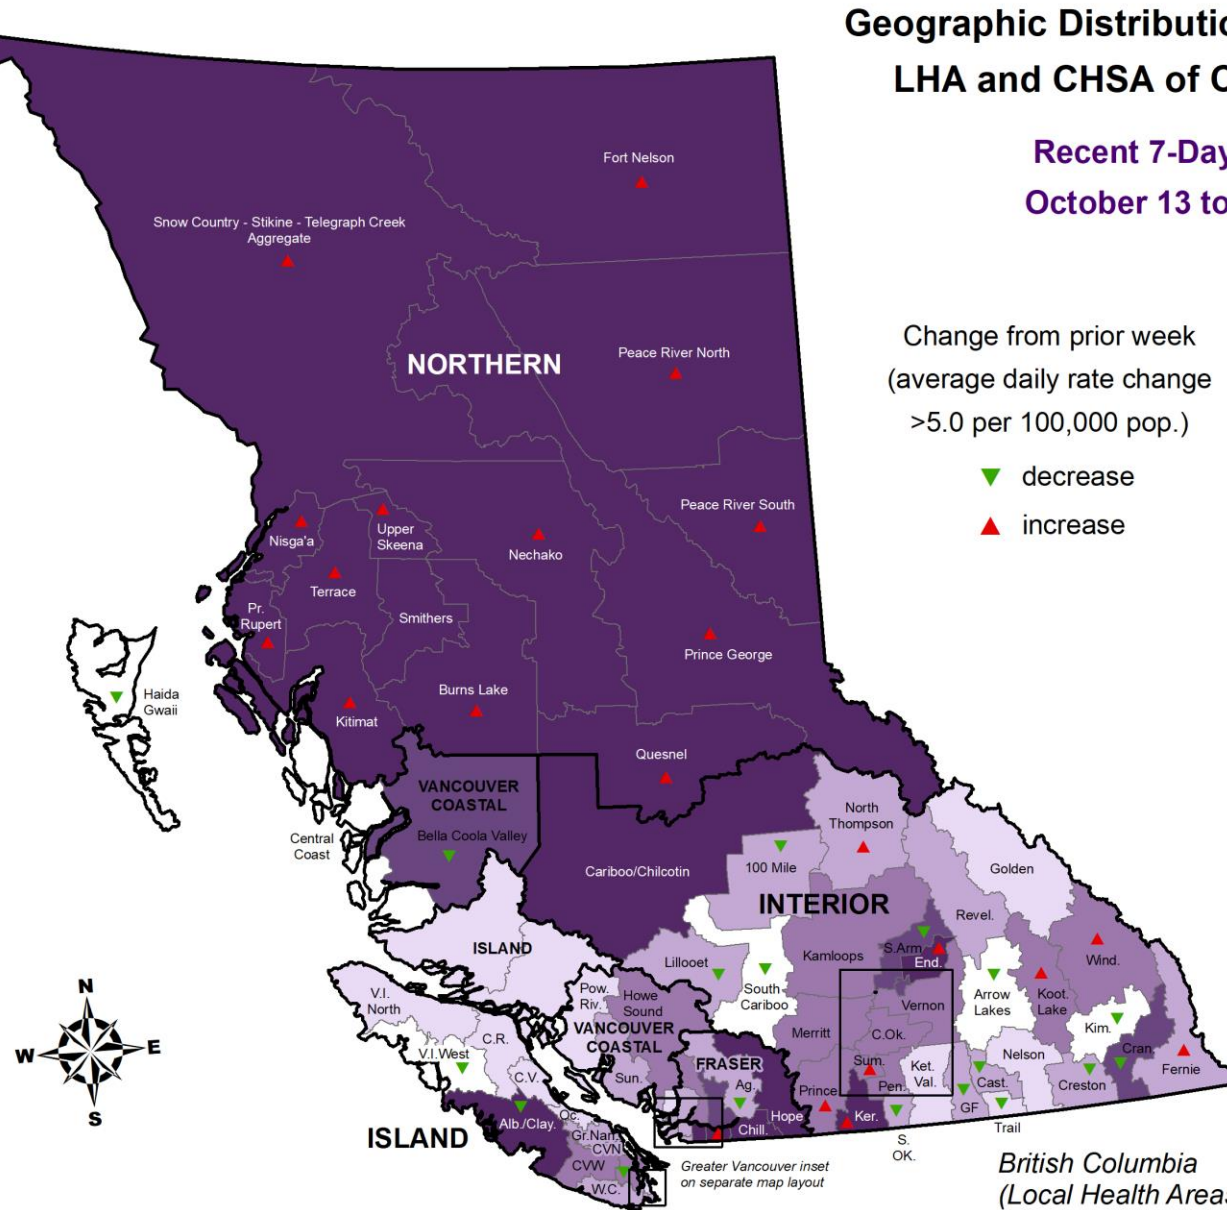 Geographic Distributio
LHA and CHSA of C
Recent 7-Day
October 13 to
Change from prior week
(average daily rate change
>5.0 per 100,000 pop.)
decrease
increase
Fort Nelson
Snow Country - Stikine - Telegraph Creek
Aggregate
Peace River North
NORTHERN
Peace River South
Nisga'a
Upper
Skeena
Nechako
Terrace
Smithers
Pr.
Rupert
Prince George
Haida
Gwaii
Kitimat
Burns Lake
Quesnel
VANCOUVER
COASTAL
Bella Coola Valley
Central
Coast
Cariboo/Chilcotin
North
Thompson
100 Mile
Golden
INTERIOR
Revel.
ISLAND
Lillooet
South
Cariboo
Kamloops
S.Arm
End.
Wind.
Arrow
Lakes
Koot.
Lake
Kim.
Cran.
Fernie
V.I.
North
Pow.
Riv.
Howe
Sound
VANCOUVER
COASTAL
Merritt
Vernon
C.Ok.
C.R.
V.I.West
C.V.
Sun.
FRASER
Ag.
Sum.
Pen.
Ket.
Val.
Nelson
Cast.
Creston
Prince
Hope
Ker.
GF
Trail
S.
OK.
Alb./Clay.
Oc.
Chill.
ISLAND
Gr.Nan.
CVN
CVW
W.C.
Greater Vancouver inset
on separate map layout
N
W
E
S
British Columbia
(Local Health Areas